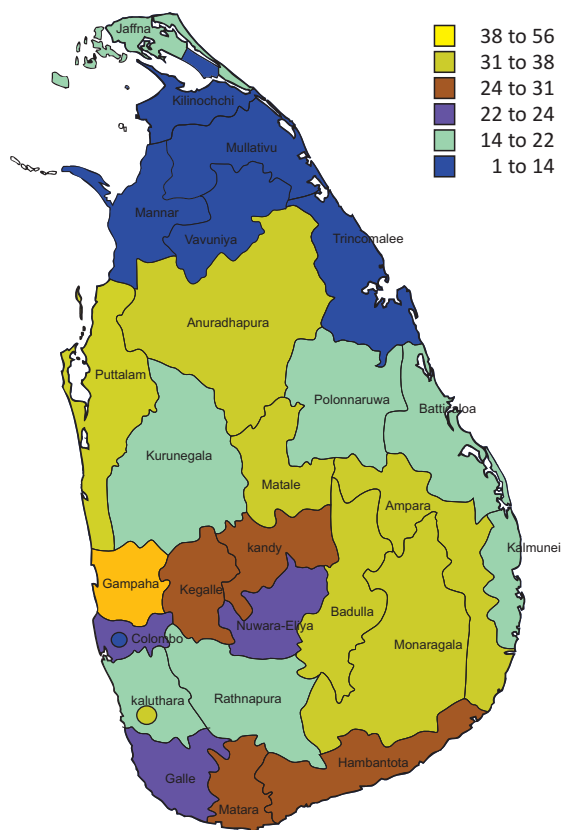 Jaffna
38 to 56
31 to 38
24 to 31
22 to 24
14 to 22
1 to 14
Kilinochchi
Mullativu
Mannar
Vavuniya
Trincomalee
Anuradhapura
Puttalam
Polonnaruwa
Batticaloa
Kurunegala
Matale
Ampara
kandy
Kalmunei
Gampaha
Kegalle
Badulla
Nuwara-Eliya
Colombo
Monaragala
kaluthara
Rathnapura
Hambantota
Galle
Matara